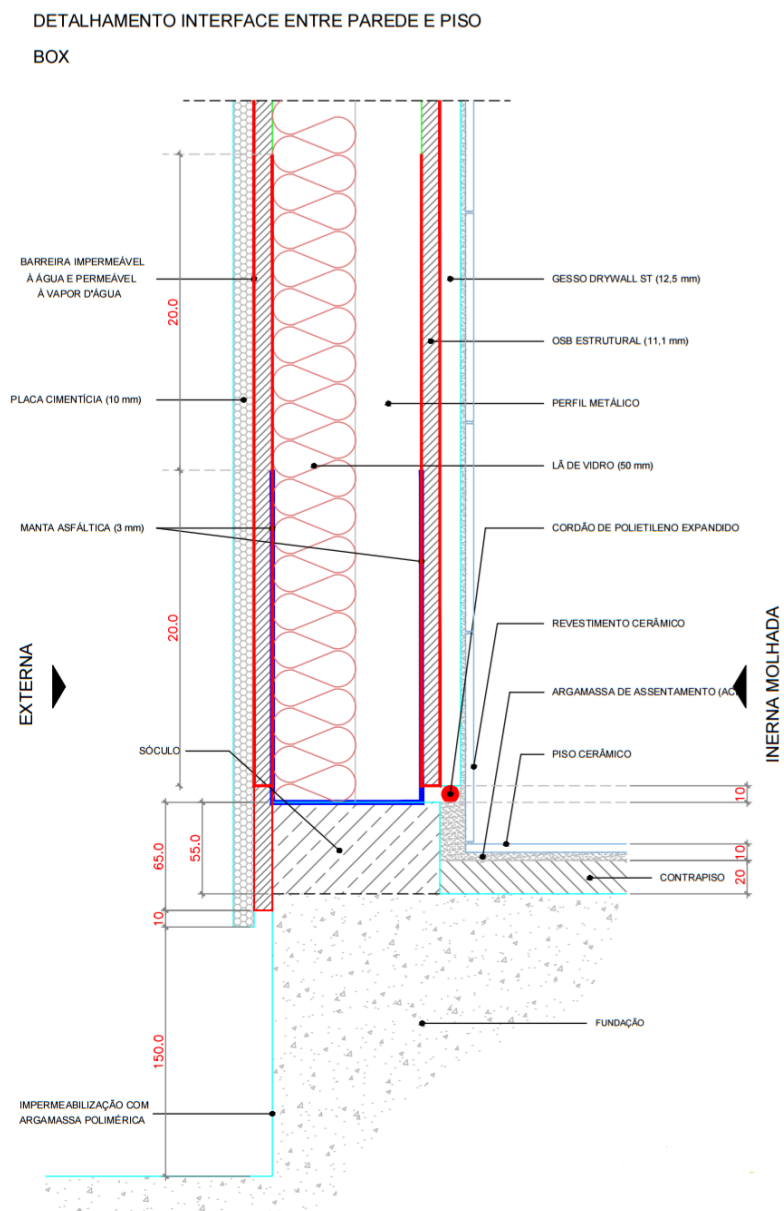 DETALHAMENTO INTERFACE ENTRE PAREDE E PISO
BOX
BARREIRA IMPERMEÁVEL
À ÁGUA E PERMEÁVEL
À VAPOR D'ÁGUA
20.0
PLACA CIMENTÍCIA (10 mm)
MANTA ASFÁLTICA (3 mm)
20.0
EXTERNA
SÓCULO
65.0
55.0
10
150.0
IMPERMEABILIZAÇÃO COM
ARGAMASSA POLIMÉRICA
GESSO DRYWALL ST (12,5 mm)
OSB ESTRUTURAL (11,1 mm)
PERFIL METÁLICO
LÃ DE VIDRO (50 mm)
CORDÃO DE POLIETILENO EXPANDIDO
REVESTIMENTO CERÂMICO
ARGAMASSA DE ASSENTAMENTO (AC
PISO CERÂMICO
INERNA MOLHADA
10
10
20
CONTRAPISO
FUNDAÇÃO